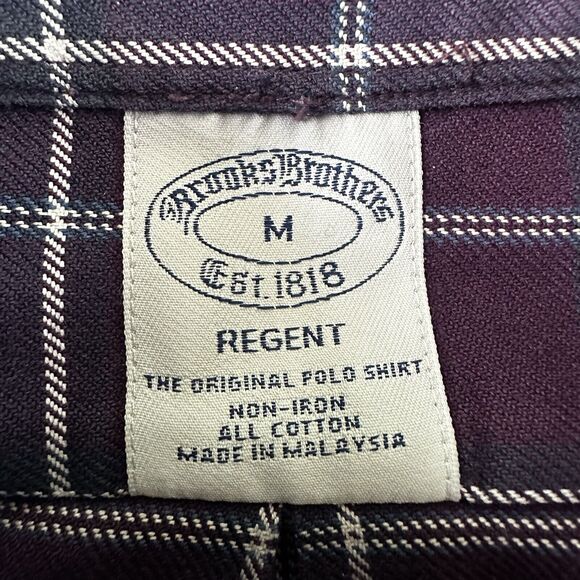 Brooks Brothers
M
Est. 1818
REGENT
THE ORIGINAL POLO SHIRT
NON-IRON
ALL COTTON
MADE IN MALAYSIA